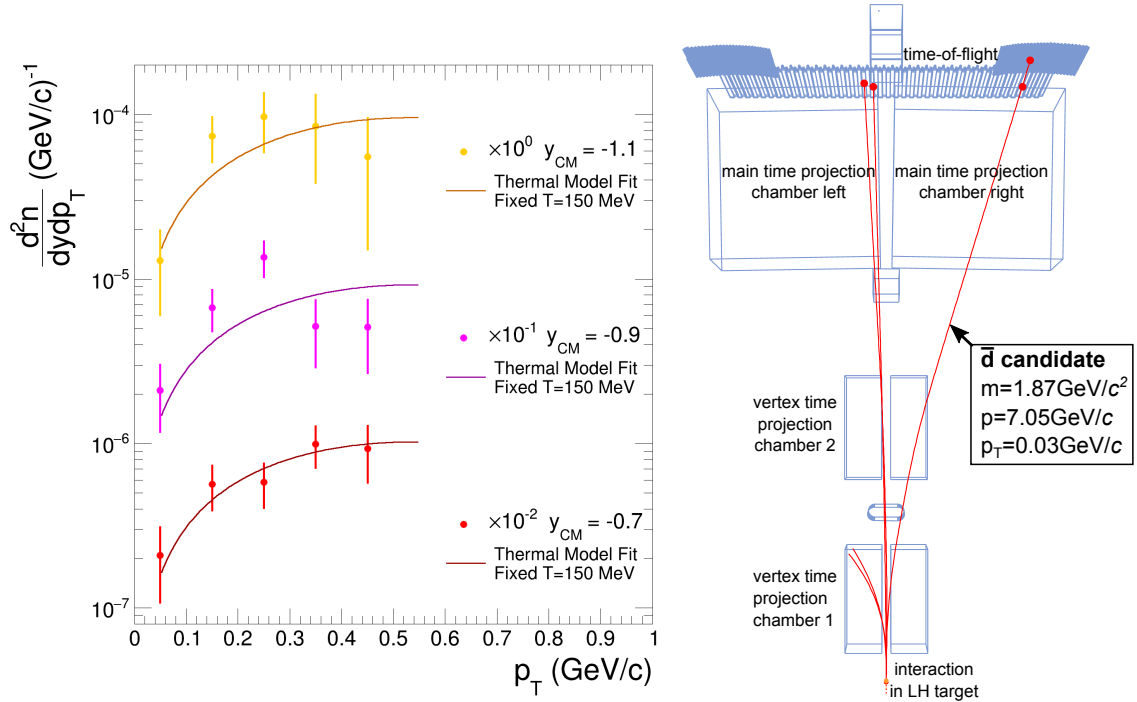 d²n
dydp_T
(GeV/c)⁻¹
10⁻⁴
10⁻⁵
10⁻⁶
10⁻⁷
×10⁰ y_CM = -1.1
Thermal Model Fit
Fixed T=150 MeV
×10⁻¹ y_CM = -0.9
Thermal Model Fit
Fixed T=150 MeV
×10⁻² y_CM = -0.7
Thermal Model Fit
Fixed T=150 MeV
0 0.1 0.2 0.3 0.4 0.5 0.6 0.7 0.8 0.9 1
p_T (GeV/c)
time-of-flight
main time projection
chamber left
main time projection
chamber right
d̅ candidate
m=1.87GeV/c²
p=7.05GeV/c
p_T=0.03GeV/c
vertex time
projection
chamber 2
vertex time
projection
chamber 1
interaction
in LH target